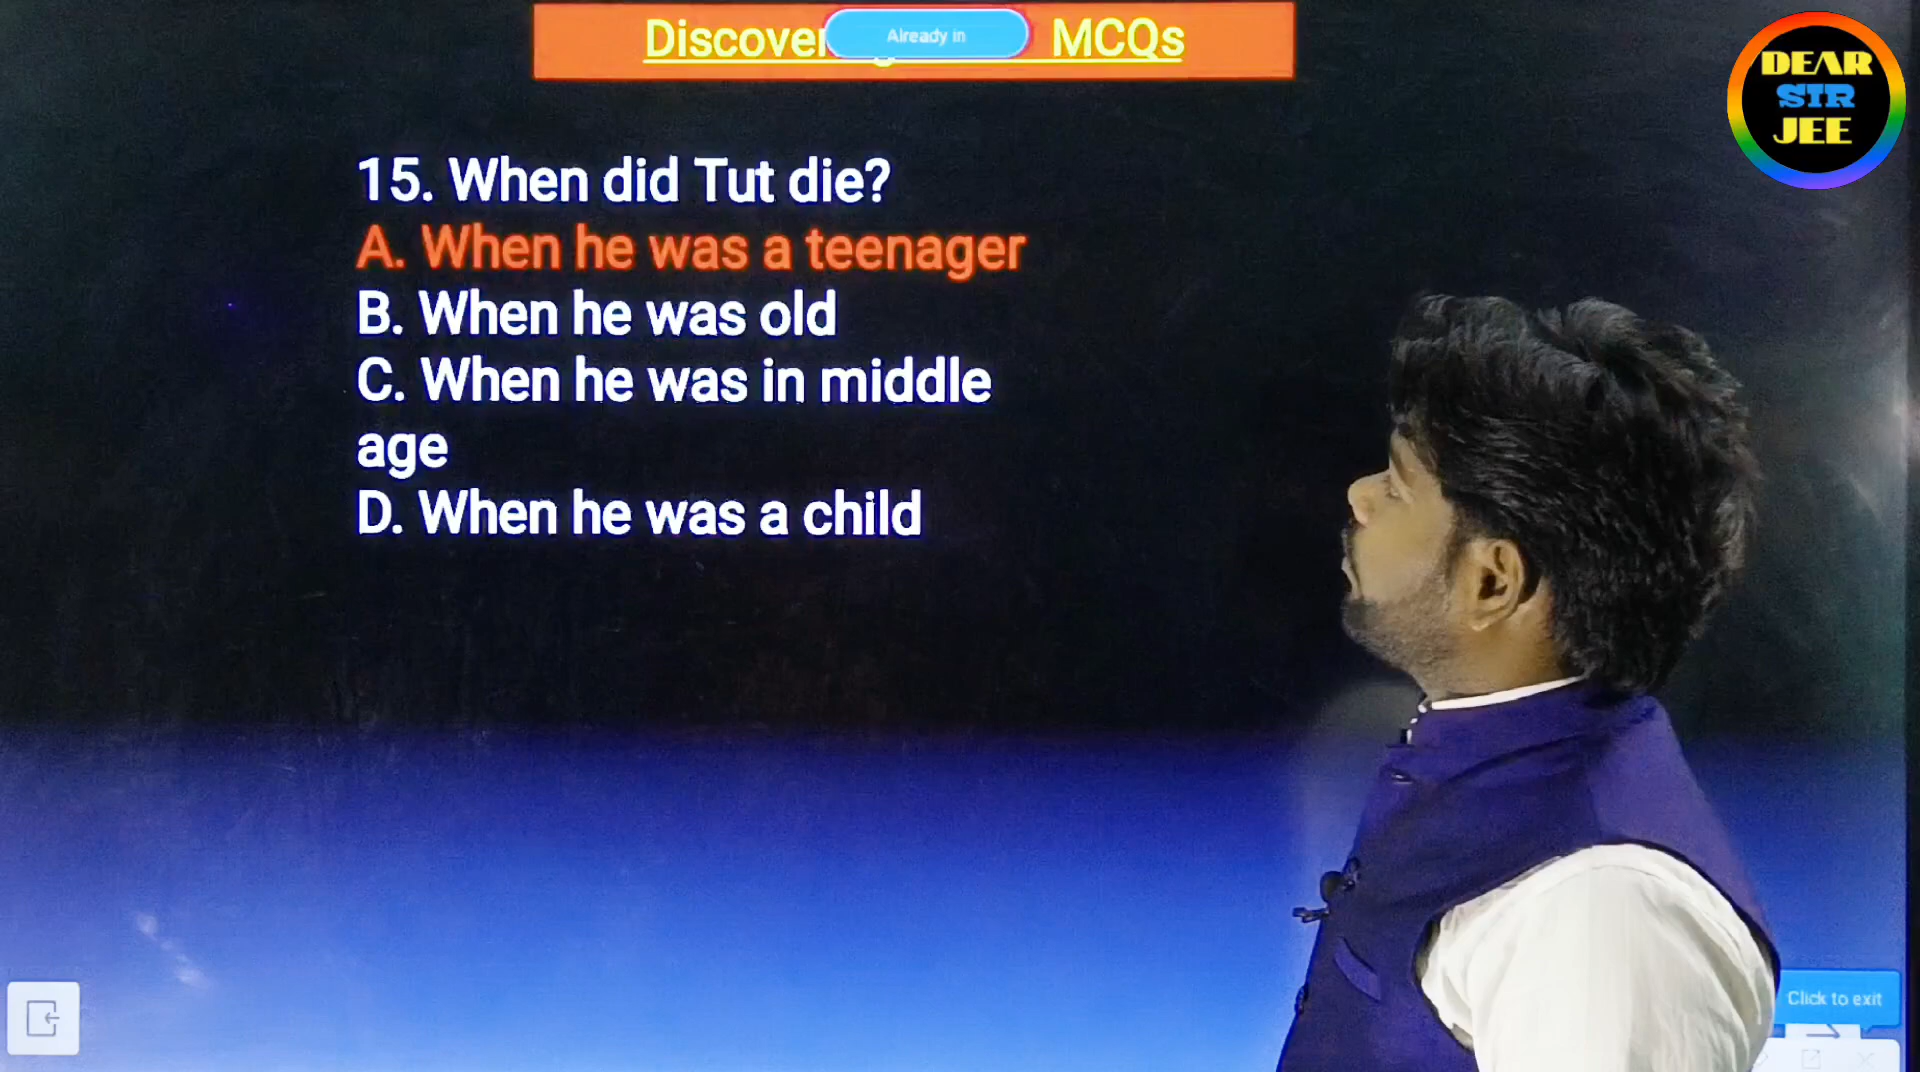 Discover MCQs
Already in
DEAR
SIR
JEE
15. When did Tut die?
A. When he was a teenager
B. When he was old
C. When he was in middle
age
D. When he was a child
Click to exit